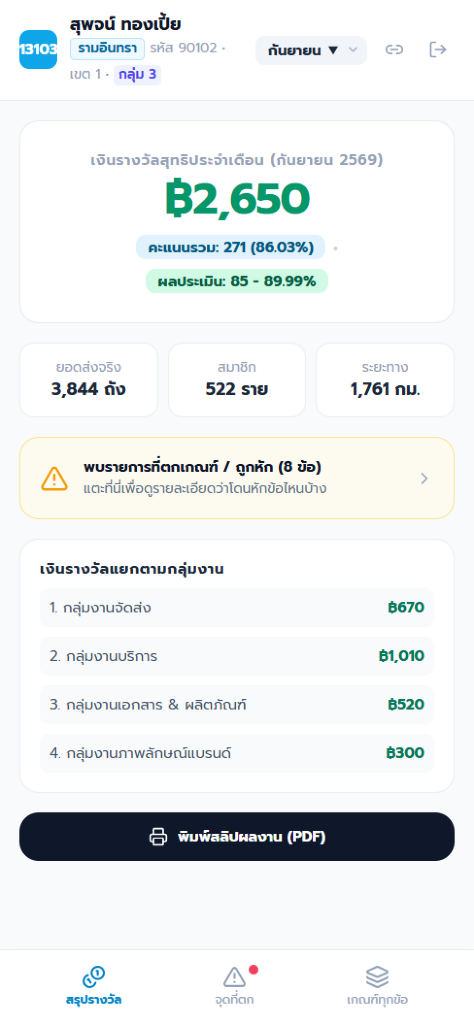 13103
สุพจน์ ทองเปี้ย
รามอินทรา รหัส 90102 ·
เขต 1 · กลุ่ม 3
กันยายน ▼
เงินรางวัลสุทธิประจำเดือน (กันยายน 2569)
฿2,650
คะแนนรวม: 271 (86.03%) •
ผลประเมิน: 85 - 89.99%
ยอดส่งจริง
3,844 ถัง
สมาชิก
522 ราย
ระยะทาง
1,761 กม.
พบรายการที่ตกเกณฑ์ / ถูกหัก (8 ข้อ)
แตะที่นี่เพื่อดูรายละเอียดว่าโดนหักข้อไหนบ้าง
เงินรางวัลแยกตามกลุ่มงาน
1. กลุ่มงานจัดส่ง ฿670
2. กลุ่มงานบริการ ฿1,010
3. กลุ่มงานเอกสาร & ผลิตภัณฑ์ ฿520
4. กลุ่มงานภาพลักษณ์แบรนด์ ฿300
พิมพ์สลิปผลงาน (PDF)
สรุปรางวัล
จุดที่ตก
เกณฑ์ทุกข้อ